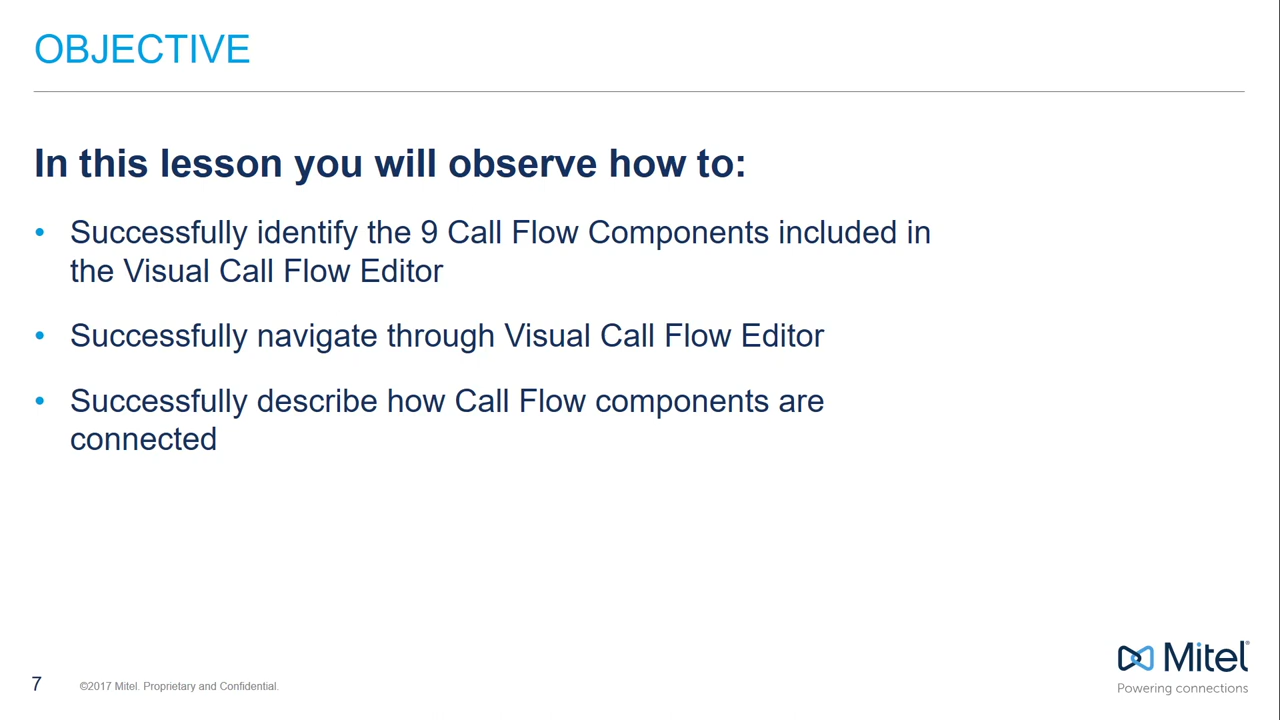 OBJECTIVE
In this lesson you will observe how to:
• Successfully identify the 9 Call Flow Components included in
the Visual Call Flow Editor
• Successfully navigate through Visual Call Flow Editor
• Successfully describe how Call Flow components are
connected
Mitel®
Powering connections
7
©2017 Mitel. Proprietary and Confidential.